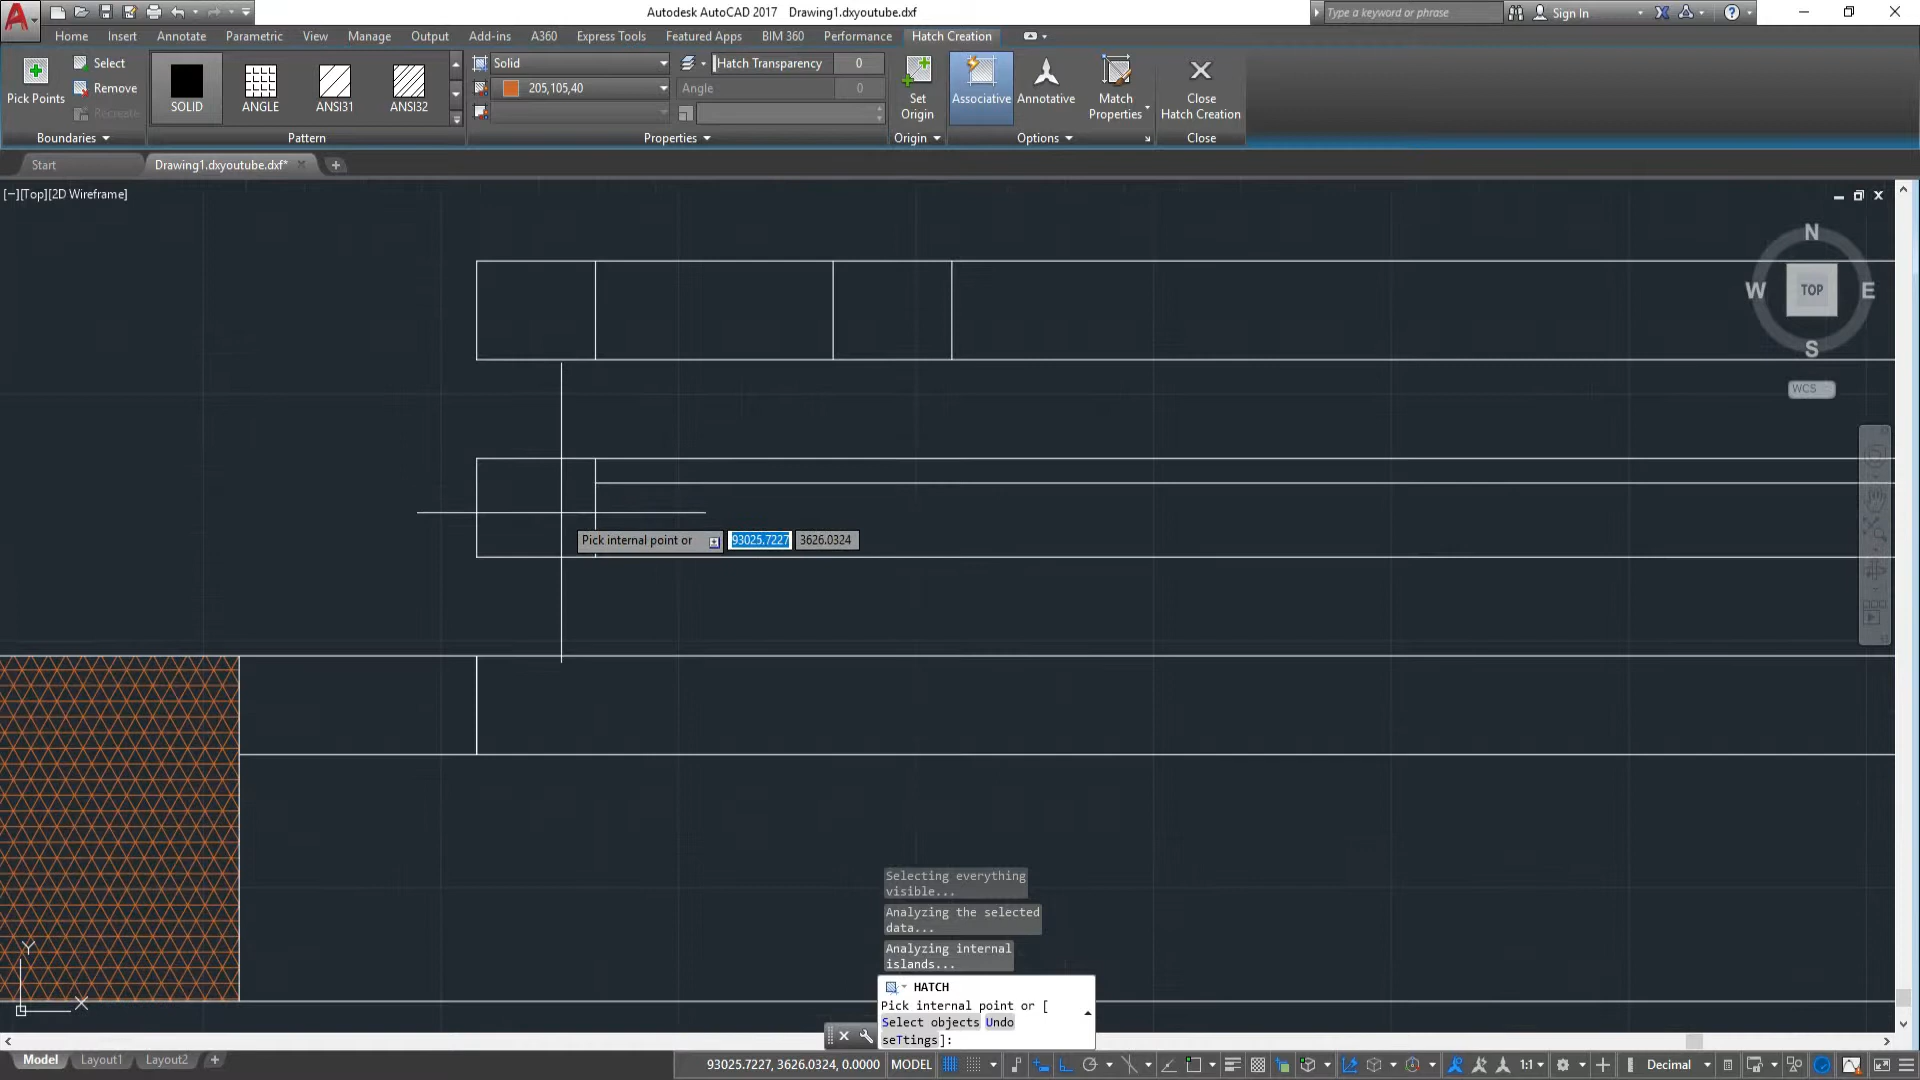 Autodesk AutoCAD 2017 Drawing1.dxyoutube.dxf
Type a keyword or phrase
Sign In
Home Insert Annotate Parametric View Manage Output Add-ins A360 Express Tools Featured Apps BIM 360 Performance Hatch Creation
Pick Points
Select
Remove
Recreate
Boundaries
SOLID
ANGLE
ANSI31
ANSI32
Pattern
Solid
205,105,40
Hatch Transparency 0
Angle 0
Properties
Set
Origin
Origin
Associative
Annotative
Match
Properties
Options
Close
Hatch Creation
Close
Start
Drawing1.dxyoutube.dxf*
[−][Top][2D Wireframe]
N
W
TOP
E
S
WCS
Pick internal point or 93025.7227 3626.0324
Selecting everything
visible...
Analyzing the selected
data...
Analyzing internal
islands...
HATCH
Pick internal point or [
Select objects Undo
seTtings]:
Y
X
Model Layout1 Layout2
93025.7227, 3626.0324, 0.0000 MODEL
1:1
Decimal